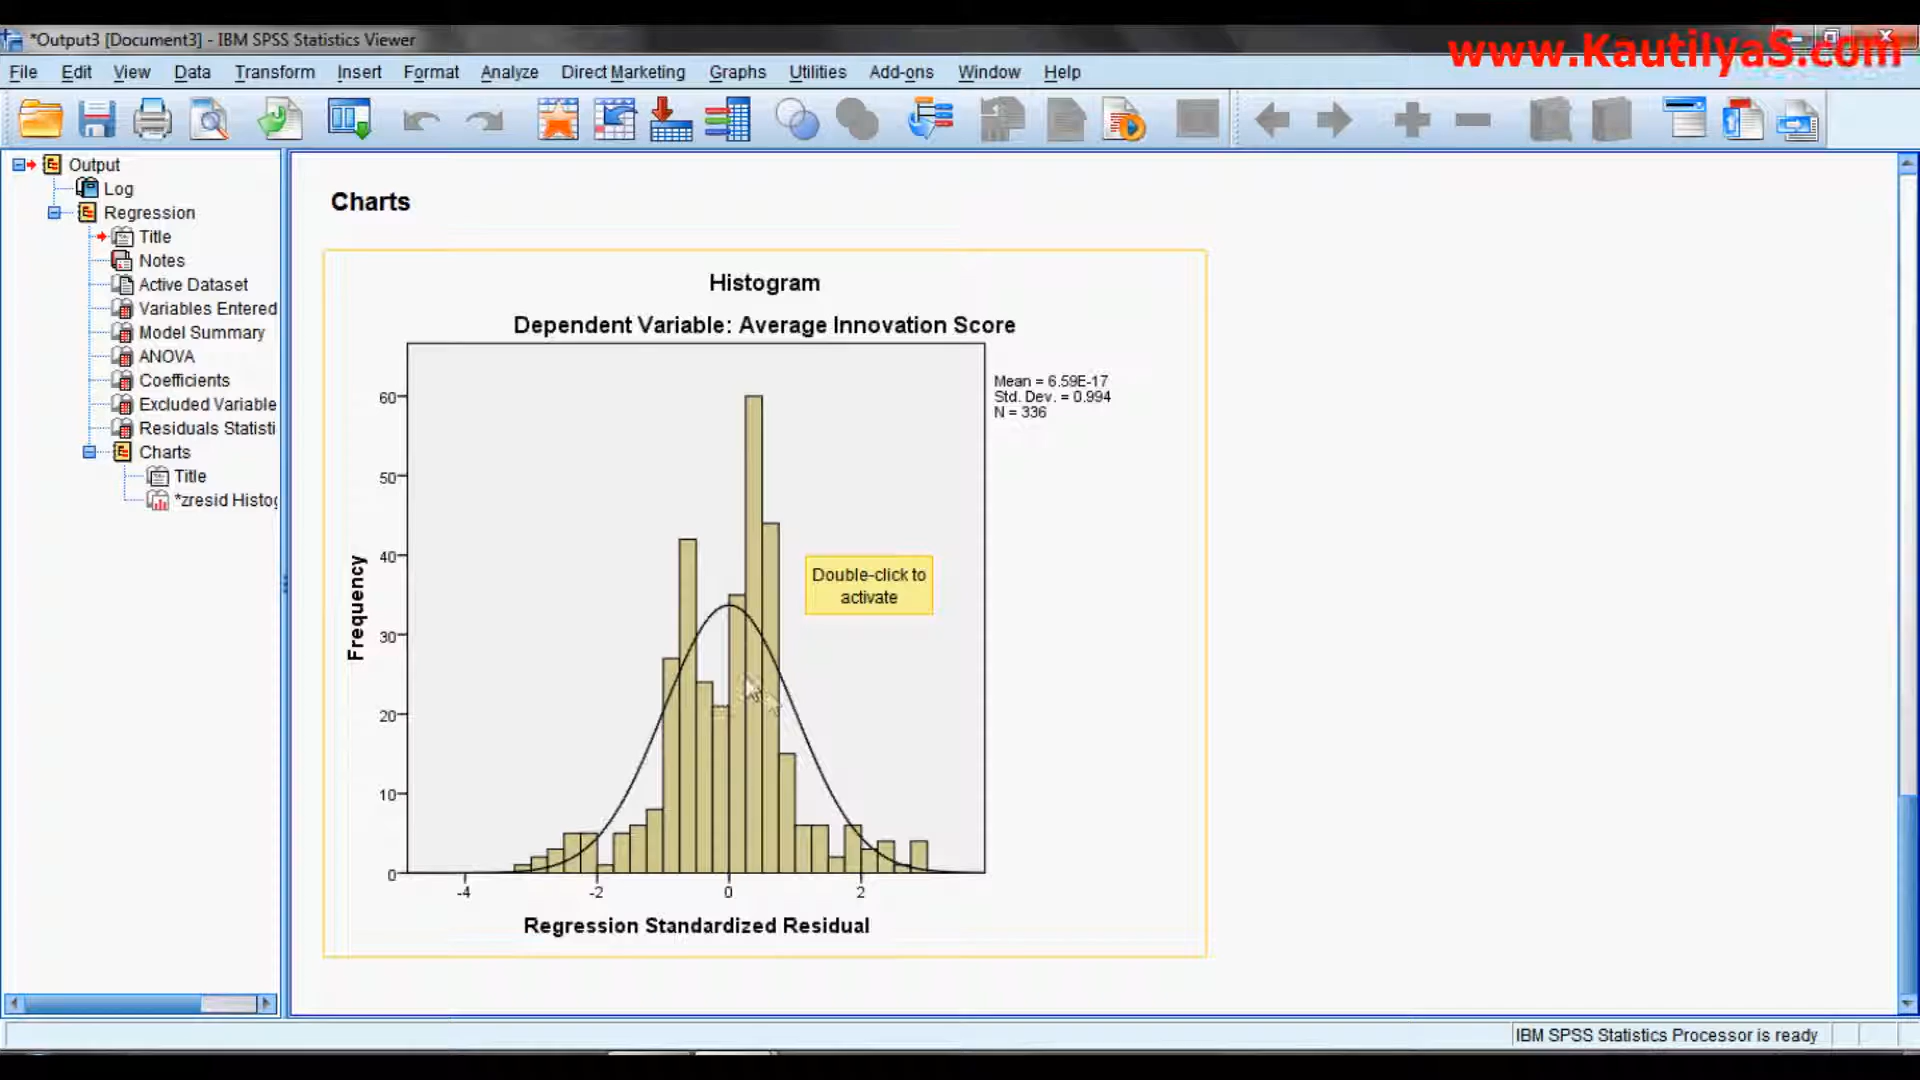 *Output3 [Document3] - IBM SPSS Statistics Viewer
www.KautilyaS.com
File Edit View Data Transform Insert Format Analyze Direct Marketing Graphs Utilities Add-ons Window Help
Output
Log
Regression
Title
Notes
Active Dataset
Variables Entered
Model Summary
ANOVA
Coefficients
Excluded Variable
Residuals Statisti
Charts
Title
*zresid Histog
Charts
Histogram
Dependent Variable: Average Innovation Score
Mean = 6.59E-17
Std. Dev. = 0.994
N = 336
60
50
40
30
20
10
0
Frequency
Double-click to
activate
-4 -2 0 2
Regression Standardized Residual
IBM SPSS Statistics Processor is ready